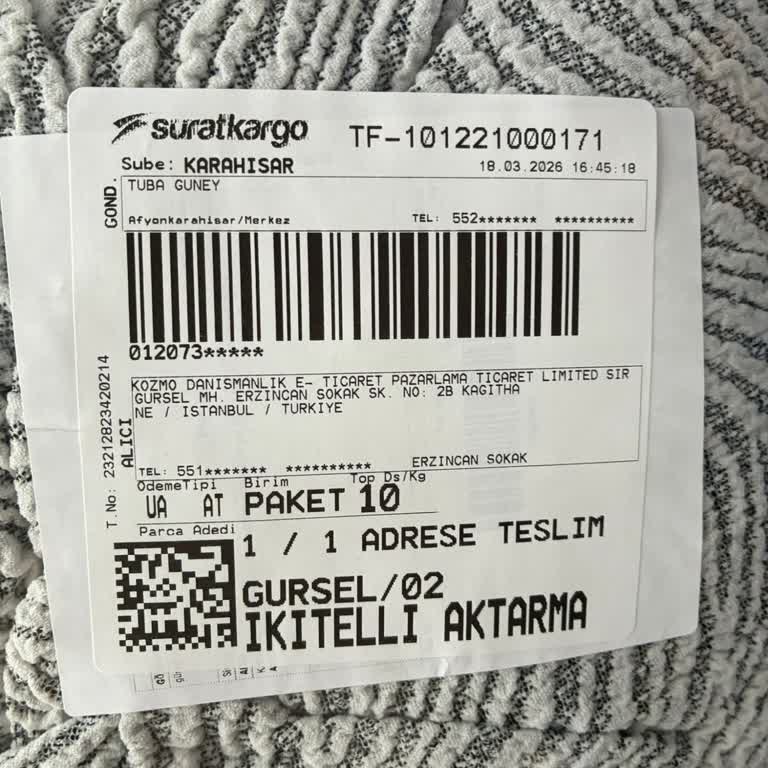 suratkargo TF-101221000171
Sube: KARAHISAR 18.03.2026 16:45:18
GOND.
TUBA GUNEY
Afyonkarahisar/Merkez TEL: 552******* **********
012073*****
T.No: 23212823420214
ALICI
KOZMO DANISMANLIK E- TICARET PAZARLAMA TICARET LIMITED SIR
GURSEL MH. ERZINCAN SOKAK SK. NO: 2B KAGITHA
NE / ISTANBUL / TURKIYE
TEL: 551******* ********** ERZINCAN SOKAK
OdemeTipi Birim Top Ds/Kg
UA AT PAKET 10
Parca Adedi
1 / 1 ADRESE TESLIM
GURSEL/02
IKITELLI AKTARMA